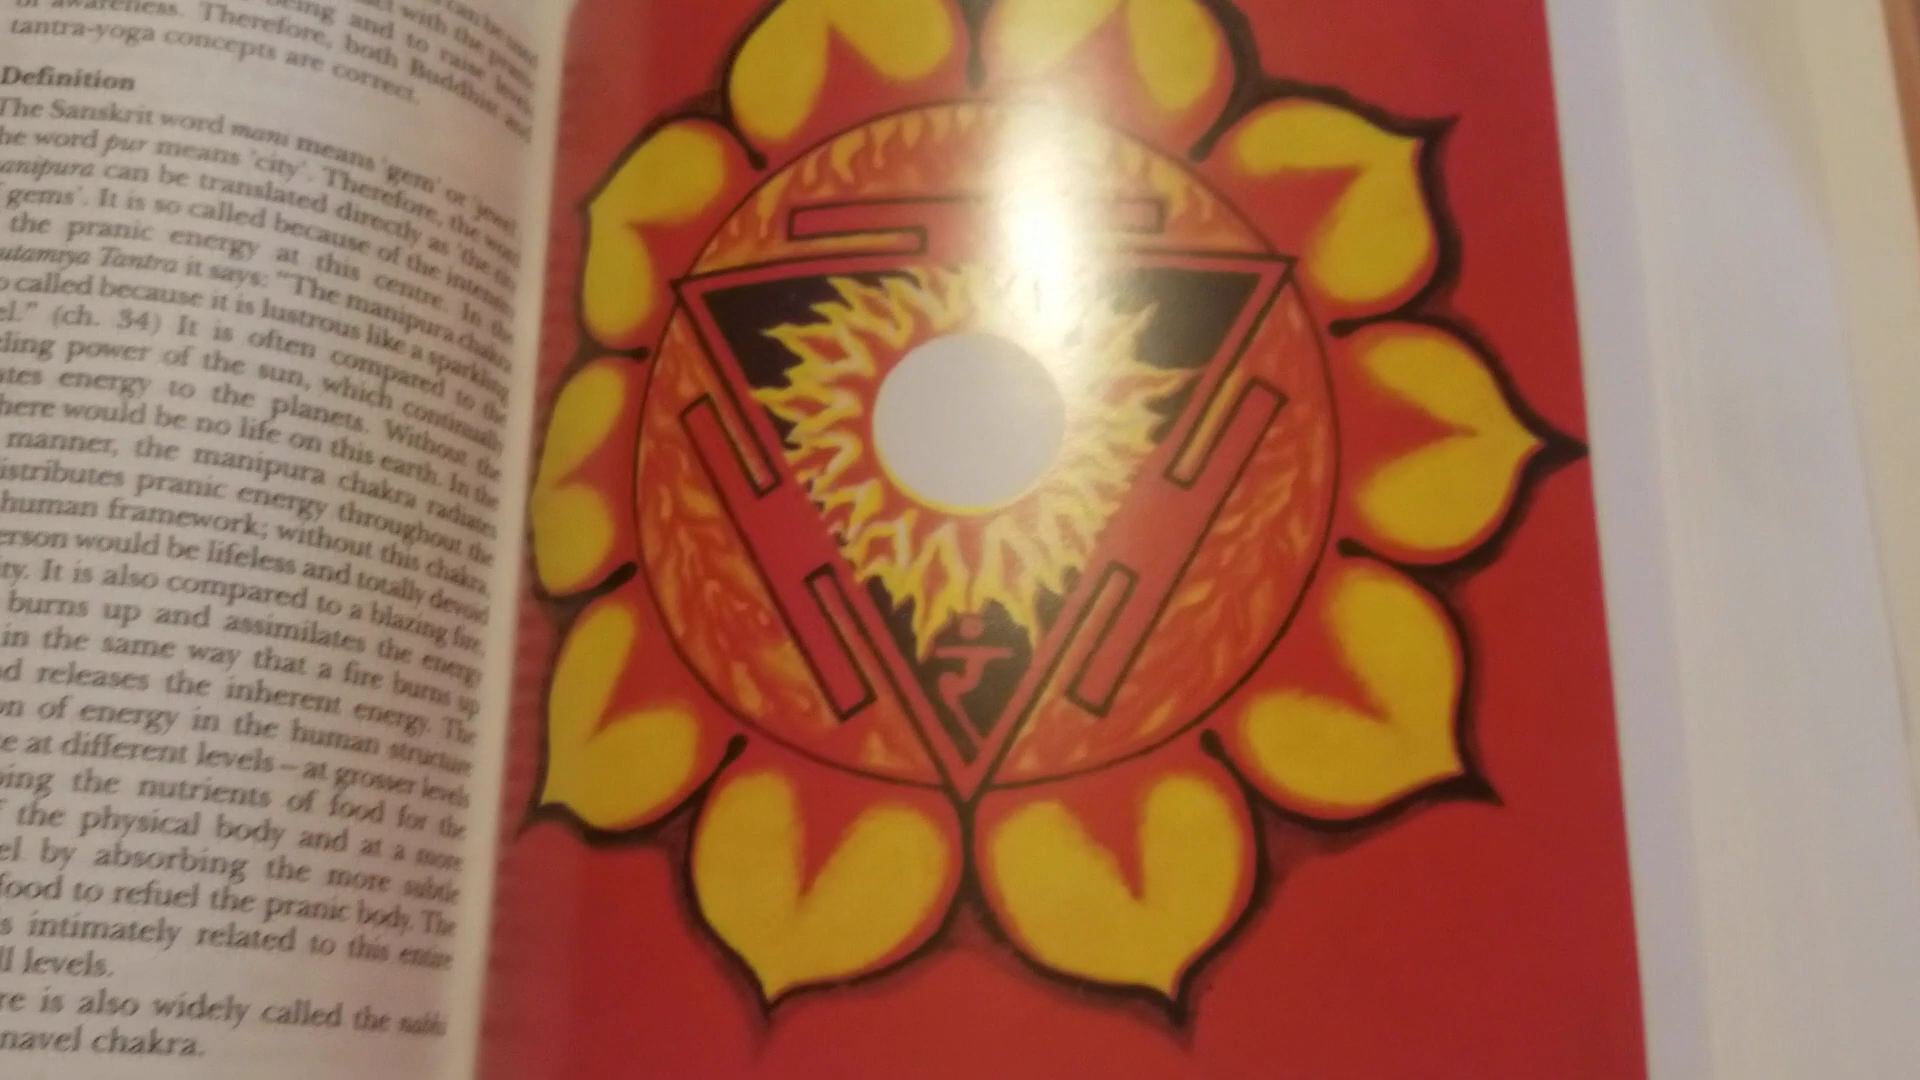 being and to raise
of awareness. Therefore, both Buddhist and
tantra-yoga concepts are correct.
Definition
The Sanskrit word mani means 'gem' or 'jewel'
he word pur means 'city'. Therefore, the word
anipura can be translated directly as 'the city
gems'. It is so called because of the intensity
the pranic energy at this centre. In the
utamiya Tantra it says: "The manipura chakra
o called because it is lustrous like a sparkling
el." (ch. 34) It is often compared to the
ding power of the sun, which continually
ates energy to the planets. Without the
here would be no life on this earth. In the
manner, the manipura chakra radiates
istributes pranic energy throughout the
human framework; without this chakra,
erson would be lifeless and totally devoid
ity. It is also compared to a blazing fire,
burns up and assimilates the energy
in the same way that a fire burns up
d releases the inherent energy. The
on of energy in the human structure
e at different levels – at grosser levels
bing the nutrients of food for the
f the physical body and at a more
el by absorbing the more subtle
food to refuel the pranic body. The
s intimately related to this entire
ll levels.
re is also widely called the nabhi
navel chakra.
रं